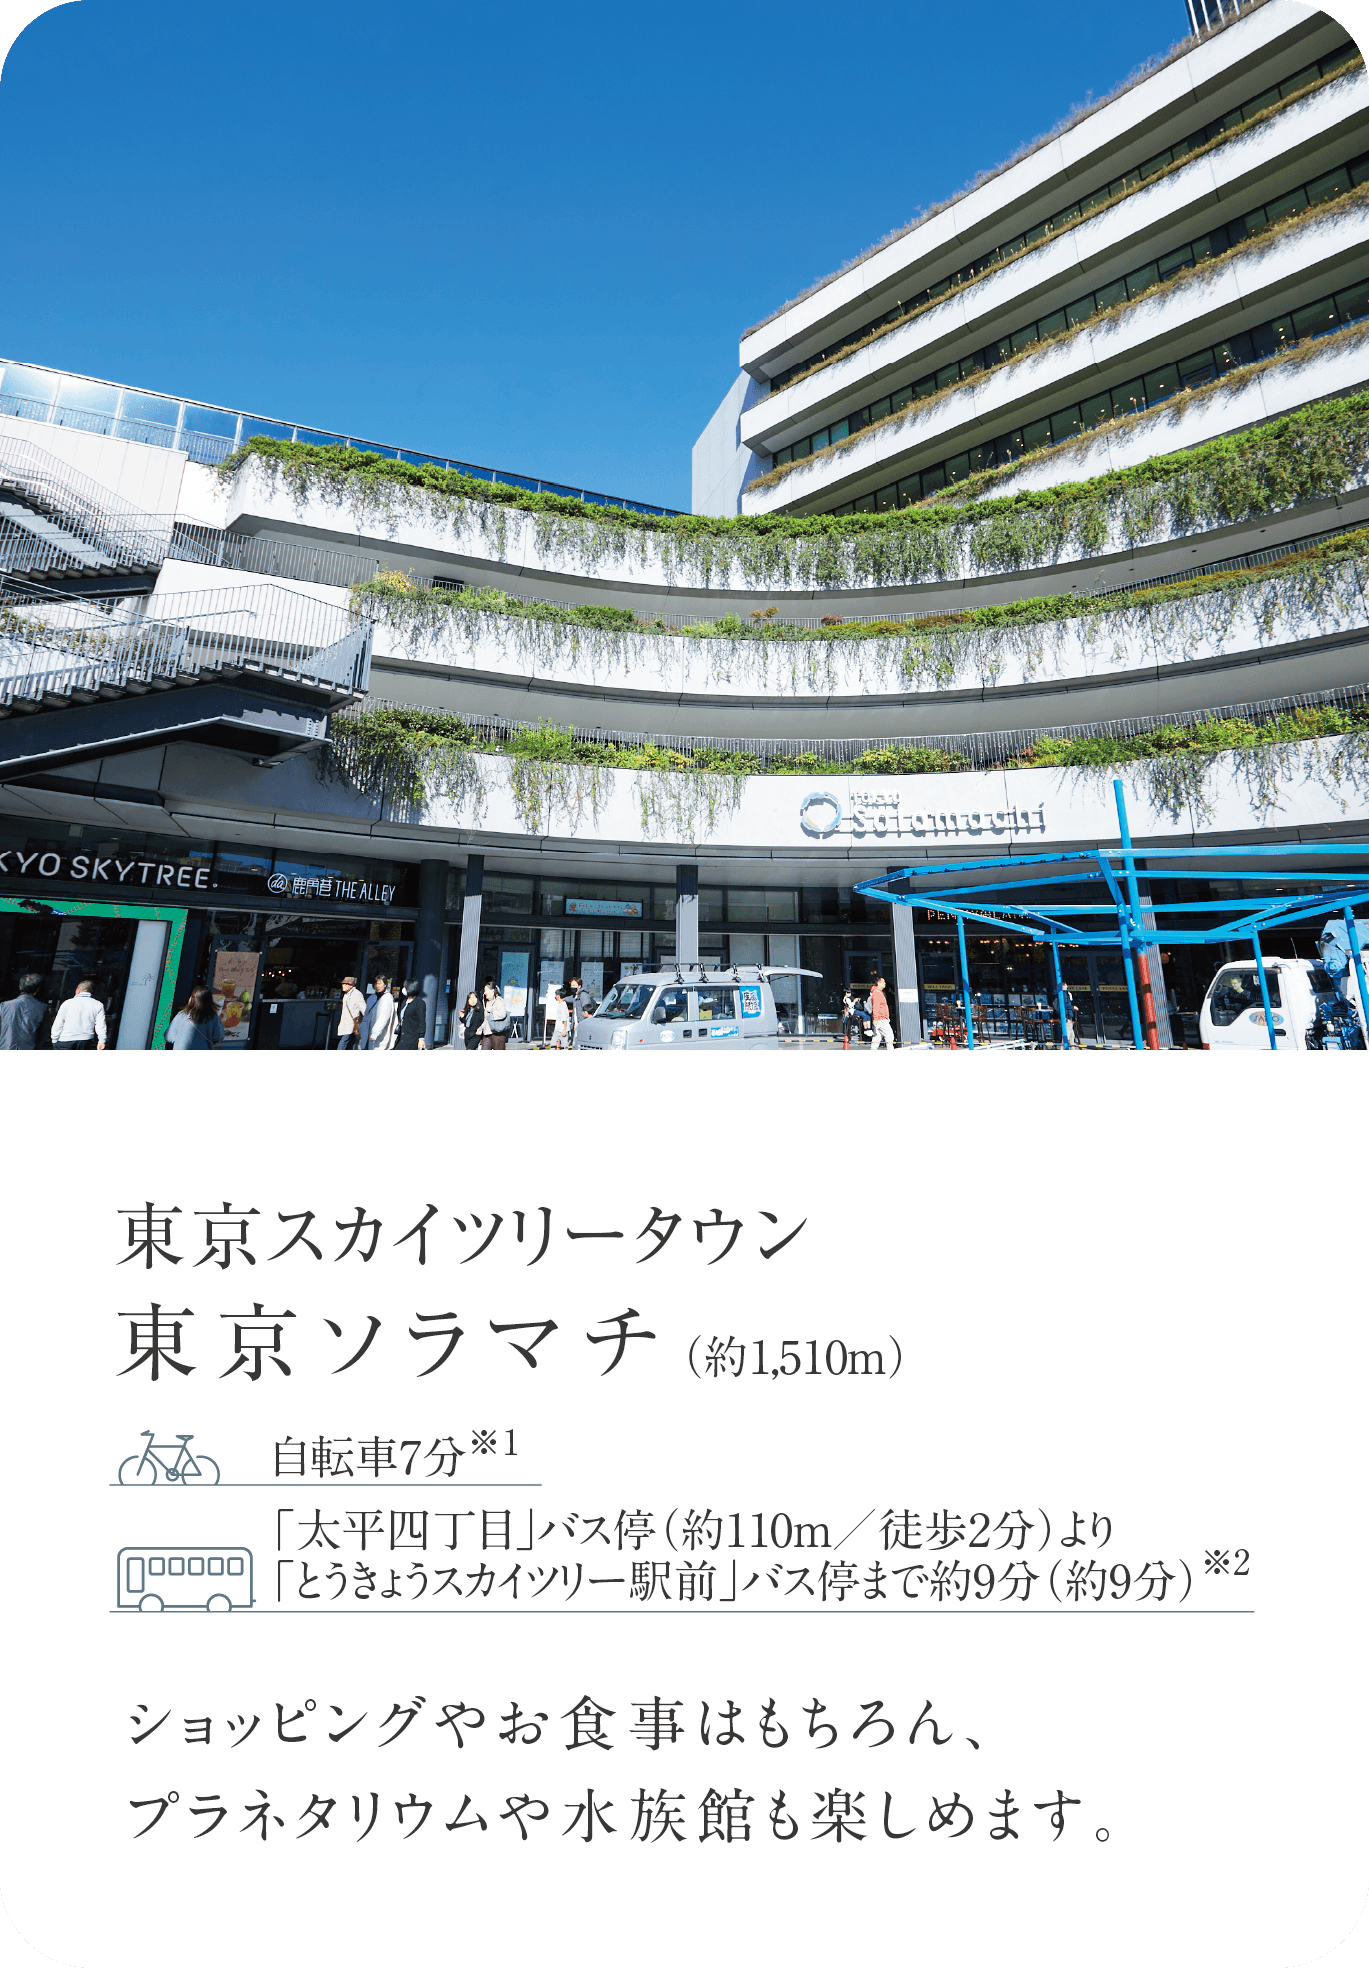 TOKYO
Solamachi
KYO SKYTREE®
鹿角巷 THE ALLEY
東京スカイツリータウン
東京ソラマチ（約1,510m）
自転車7分※1
「太平四丁目」バス停（約110m／徒歩2分）より
「とうきょうスカイツリー駅前」バス停まで約9分（約9分）※2
ショッピングやお食事はもちろん、
プラネタリウムや水族館も楽しめます。